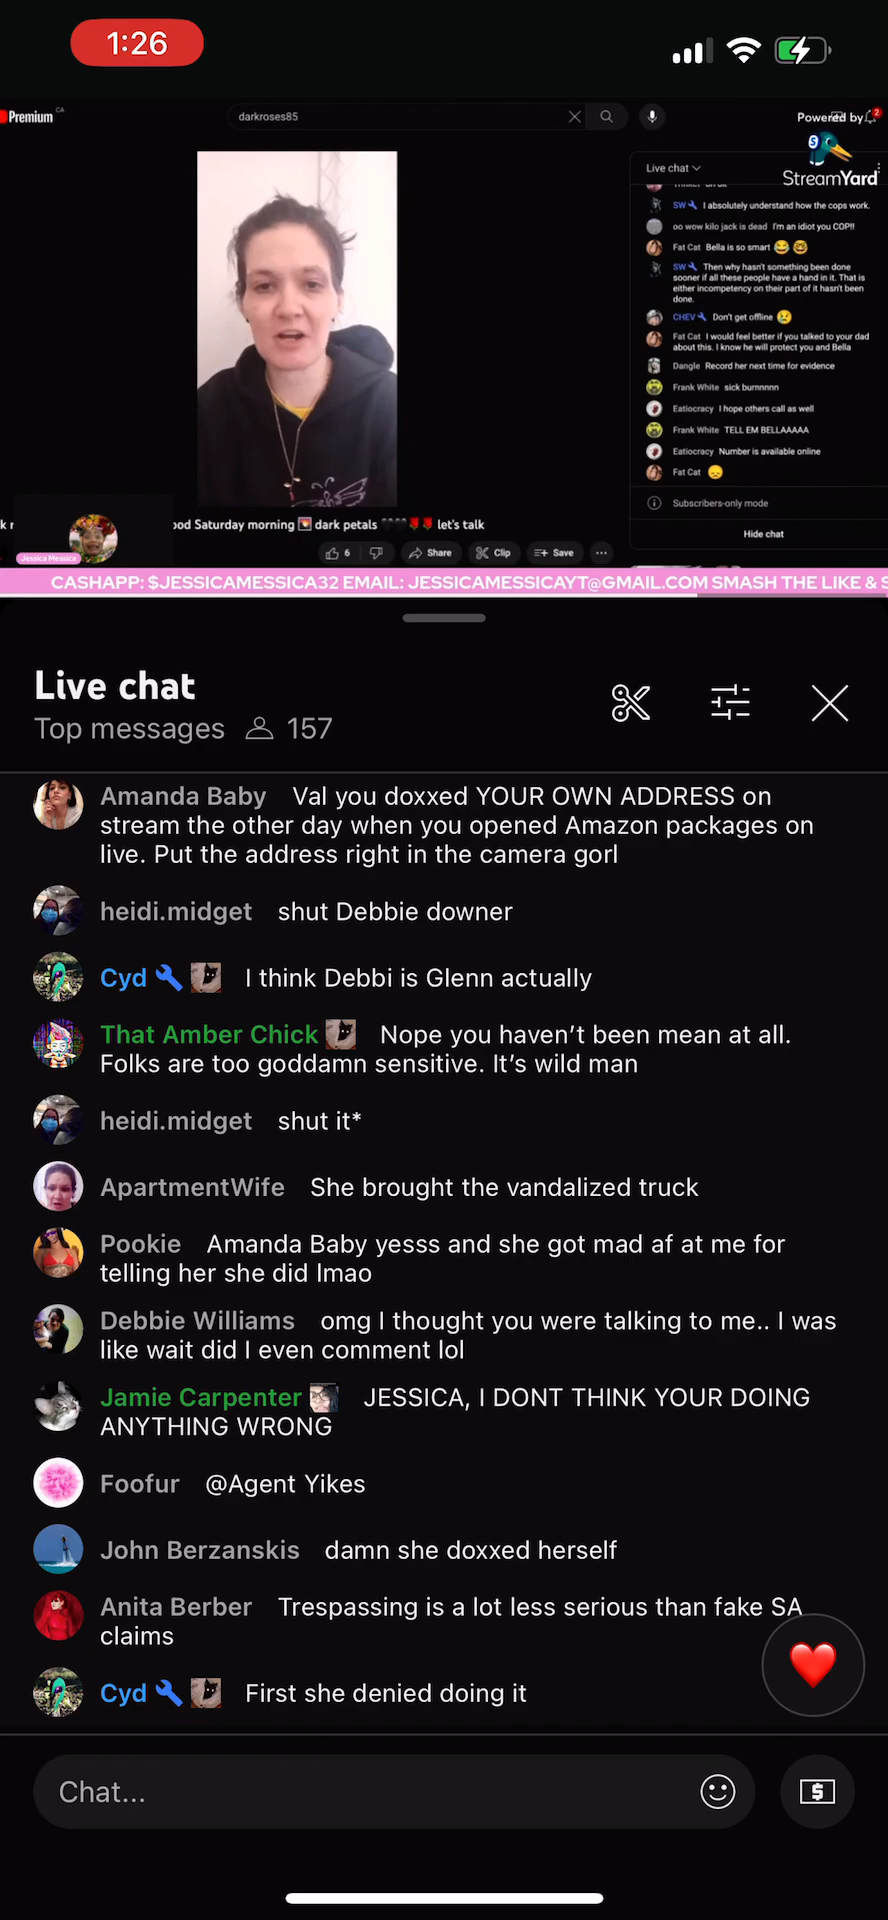 1:26
Premium CA
darkroses85
Powered by
2
StreamYard
S
Live chat
SW I absolutely understand how the cops work.
oo wow kilo jack is dead I'm an idiot you COP!!
Fat Cat Bella is so smart 😂 🤓
SW Then why hasn't something been done
sooner if all these people have a hand in it. That is
either incompetency on their part of it hasn't been
done.
CHEV Don't get offline 😢
Fat Cat I would feel better if you talked to your dad
about this. I know he will protect you and Bella
Dangle Record her next time for evidence
Frank White sick burnnnnn
Eatiocracy I hope others call as well
Frank White TELL EM BELLAAAAA
Eatiocracy Number is available online
Fat Cat 😞
Subscribers-only mode
Hide chat
ood Saturday morning 🌅 dark petals 🖤🖤🌹🌹 let's talk
Jessica Messica
6
Share
Clip
Save
CASHAPP: $JESSICAMESSICA32 EMAIL: JESSICAMESSICAYT@GMAIL.COM SMASH THE LIKE & S
Live chat
Top messages 157
Amanda Baby Val you doxxed YOUR OWN ADDRESS on
stream the other day when you opened Amazon packages on
live. Put the address right in the camera gorl
heidi.midget shut Debbie downer
Cyd I think Debbi is Glenn actually
That Amber Chick Nope you haven't been mean at all.
Folks are too goddamn sensitive. It's wild man
heidi.midget shut it*
ApartmentWife She brought the vandalized truck
Pookie Amanda Baby yesss and she got mad af at me for
telling her she did lmao
Debbie Williams omg I thought you were talking to me.. I was
like wait did I even comment lol
Jamie Carpenter JESSICA, I DONT THINK YOUR DOING
ANYTHING WRONG
Foofur @Agent Yikes
John Berzanskis damn she doxxed herself
Anita Berber Trespassing is a lot less serious than fake SA
claims
Cyd First she denied doing it
Chat...